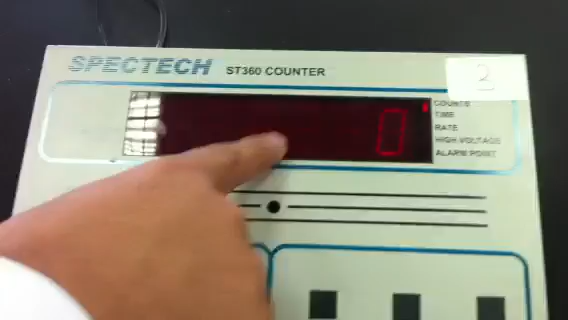 SPECTECH ST360 COUNTER
2
0
COUNTS
TIME
RATE
HIGH VOLTAGE
ALARM POINT